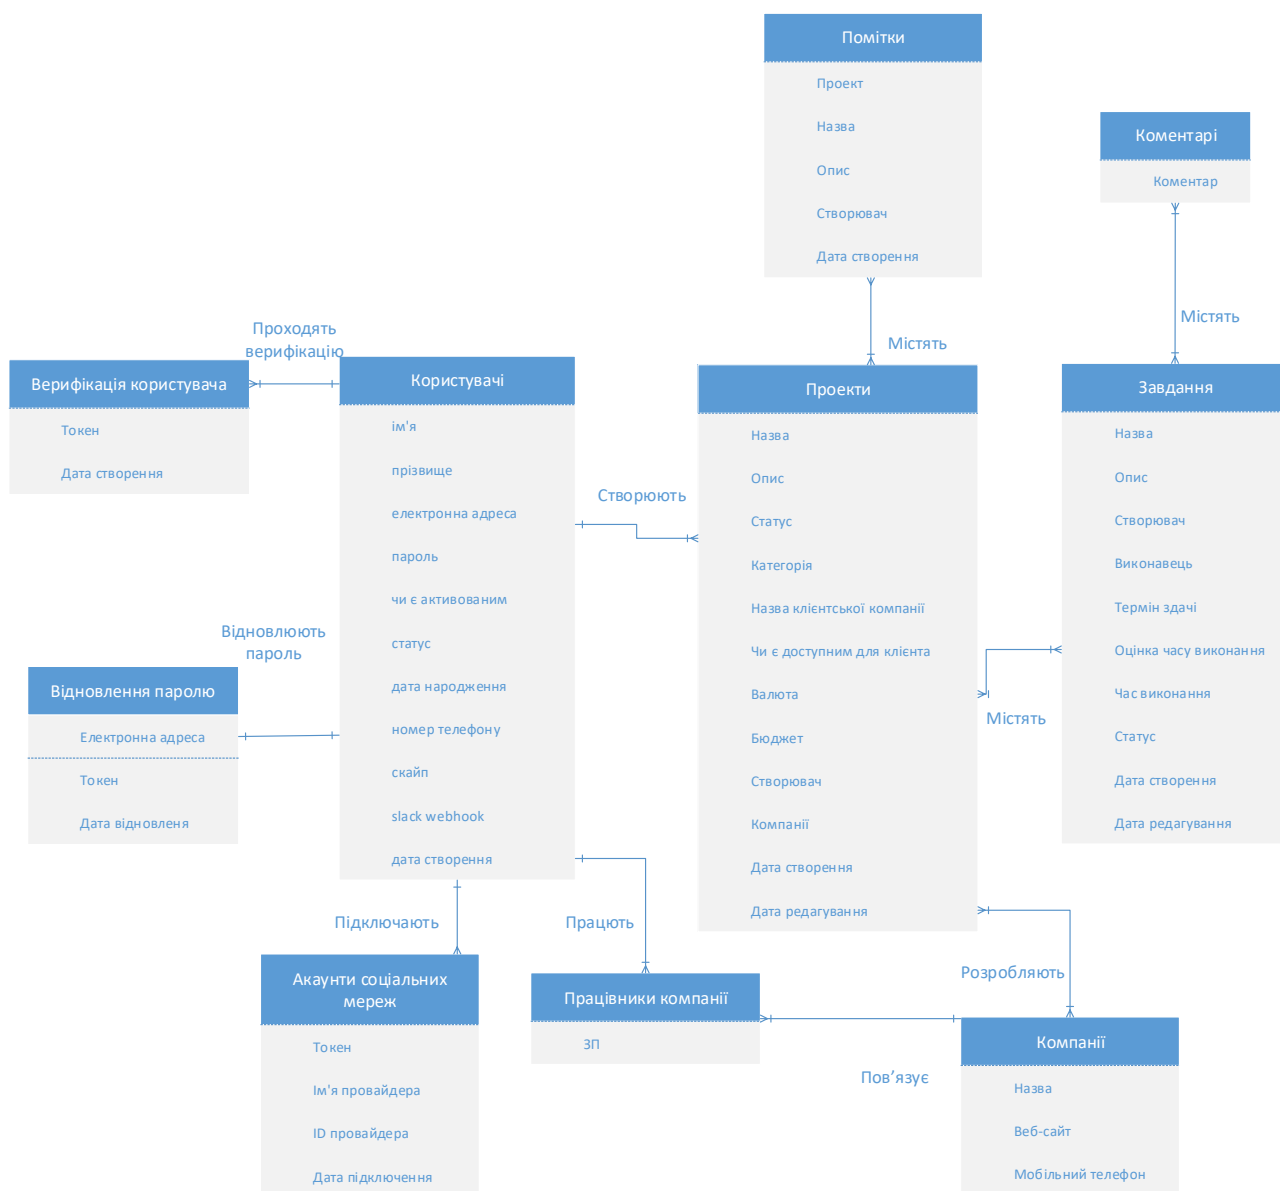 Помітки
Проект
Назва
Опис
Створювач
Дата створення
Коментарі
Коментар
Містять
Містять
Проходять
верифікацію
Верифікація користувача
Токен
Дата створення
Користувачі
ім'я
прізвище
електронна адреса
пароль
чи є активованим
статус
дата народження
номер телефону
скайп
slack webhook
дата створення
Створюють
Проекти
Назва
Опис
Статус
Категорія
Назва клієнтської компанії
Чи є доступним для клієнта
Валюта
Бюджет
Створювач
Компанії
Дата створення
Дата редагування
Завдання
Назва
Опис
Створювач
Виконавець
Термін здачі
Оцінка часу виконання
Час виконання
Статус
Дата створення
Дата редагування
Містять
Відновлюють
пароль
Відновлення паролю
Електронна адреса
Токен
Дата відновленя
Підключають
Працють
Розробляють
Акаунти соціальних
мереж
Токен
Ім'я провайдера
ID провайдера
Дата підключення
Працівники компанії
ЗП
Пов’язує
Компанії
Назва
Веб-сайт
Мобільний телефон